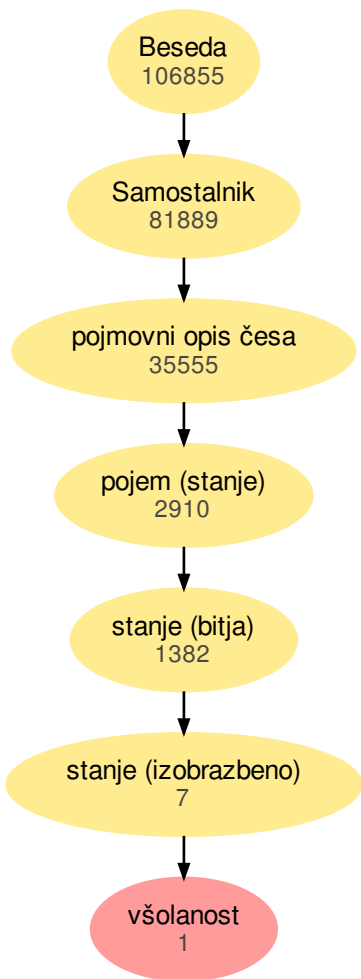 Beseda
106855
Samostalnik
81889
pojmovni opis česa
35555
pojem (stanje)
2910
stanje (bitja)
1382
stanje (izobrazbeno)
7
všolanost
1